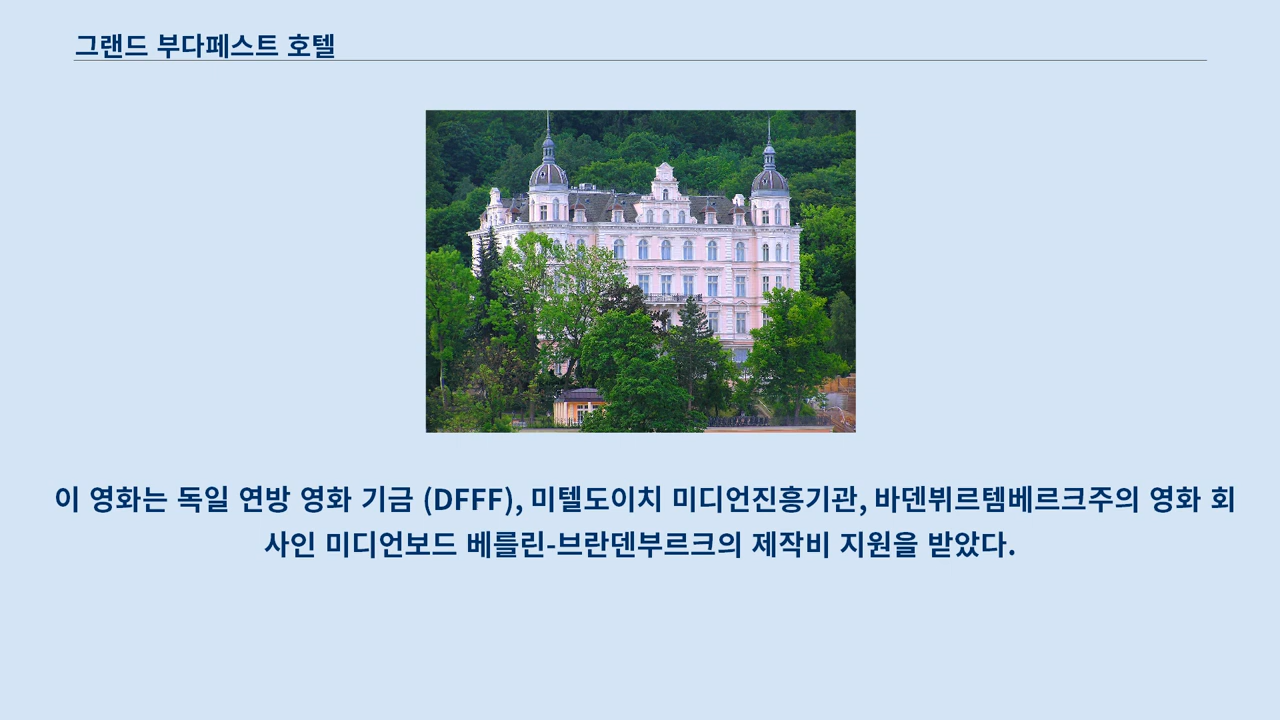 그랜드 부다페스트 호텔
이 영화는 독일 연방 영화 기금 (DFFF), 미텔도이치 미디언진흥기관, 바덴뷔르템베르크주의 영화 회
사인 미디언보드 베를린-브란덴부르크의 제작비 지원을 받았다.